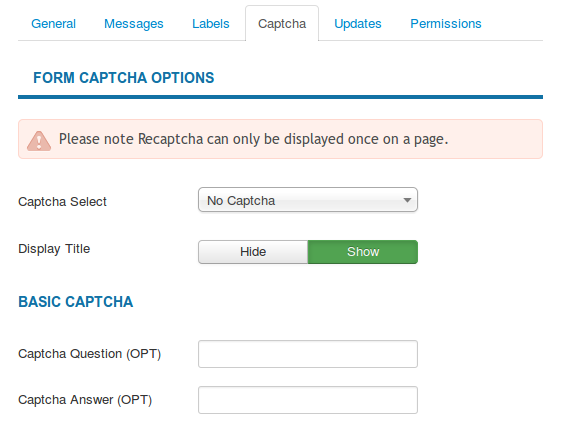 General Messages Labels Captcha Updates Permissions
FORM CAPTCHA OPTIONS
Please note Recaptcha can only be displayed once on a page.
Captcha Select No Captcha
Display Title Hide Show
BASIC CAPTCHA
Captcha Question (OPT)
Captcha Answer (OPT)